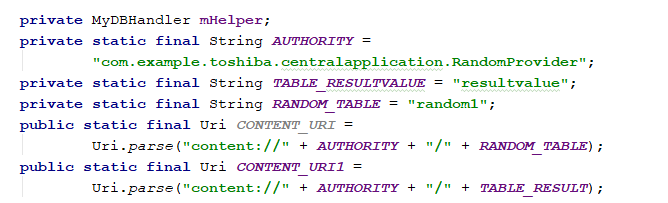 private MyDBHandler mHelper;
private static final String AUTHORITY =
"com.example.toshiba.centralapplication.RandomProvider";
private static final String TABLE_RESULTVALUE = "resultvalue";
private static final String RANDOM_TABLE = "random1";
public static final Uri CONTENT_URI =
Uri.parse("content://" + AUTHORITY + "/" + RANDOM_TABLE);
public static final Uri CONTENT_URI1 =
Uri.parse("content://" + AUTHORITY + "/" + TABLE_RESULT);